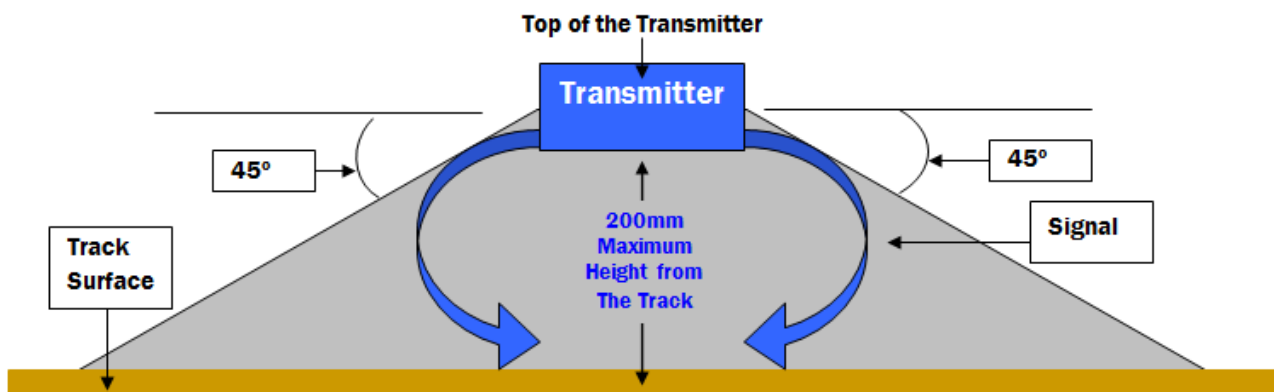 Top of the Transmitter
Transmitter
45º
45º
200mm
Maximum
Height from
The Track
Signal
Track
Surface